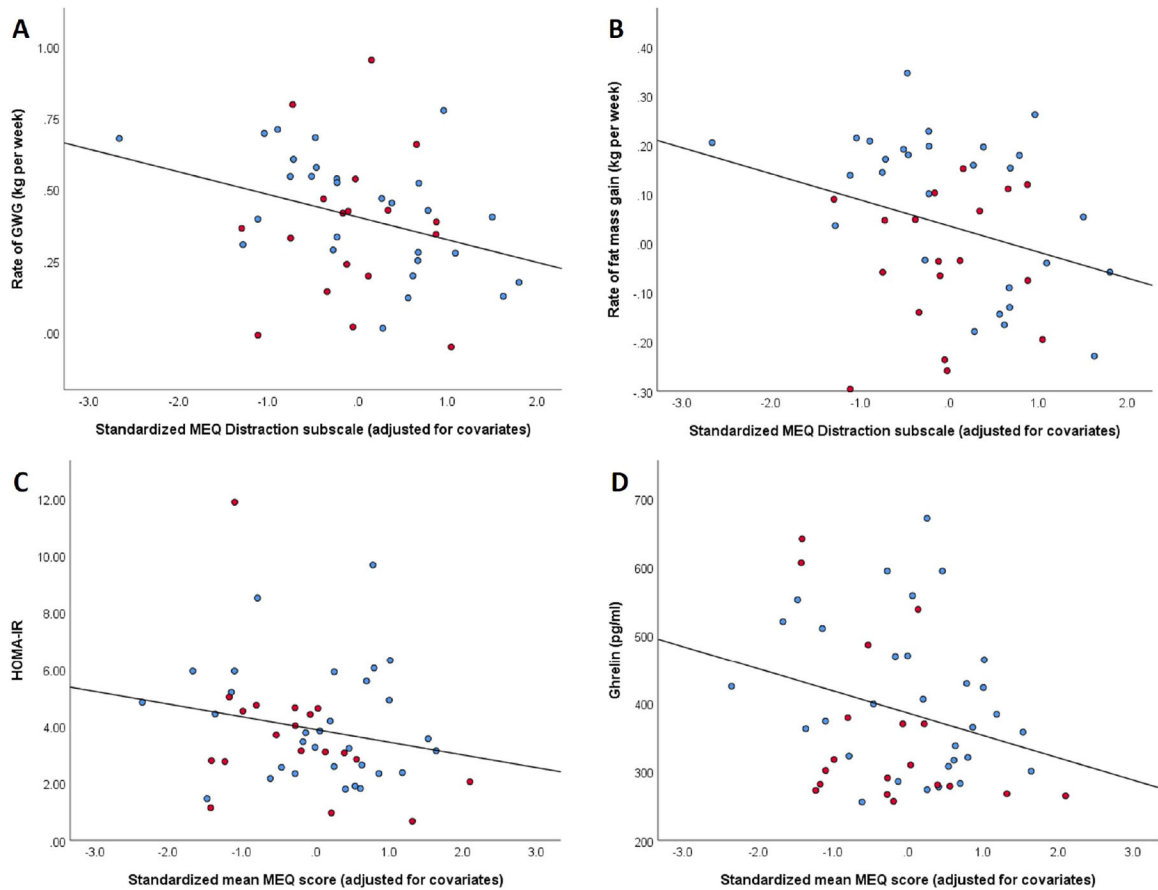 A
Rate of GWG (kg per week)
1.00
.75
.50
.25
.00
-3.0 -2.0 -1.0 .0 1.0 2.0
Standardized MEQ Distraction subscale (adjusted for covariates)
B
Rate of fat mass gain (kg per week)
.40
.30
.20
.10
.00
-.10
-.20
-.30
-3.0 -2.0 -1.0 .0 1.0 2.0
Standardized MEQ Distraction subscale (adjusted for covariates)
C
HOMA-IR
12.00
10.00
8.00
6.00
4.00
2.00
.00
-3.0 -2.0 -1.0 .0 1.0 2.0 3.0
Standardized mean MEQ score (adjusted for covariates)
D
Ghrelin (pg/ml)
700
600
500
400
300
200
-3.0 -2.0 -1.0 .0 1.0 2.0 3.0
Standardized mean MEQ score (adjusted for covariates)